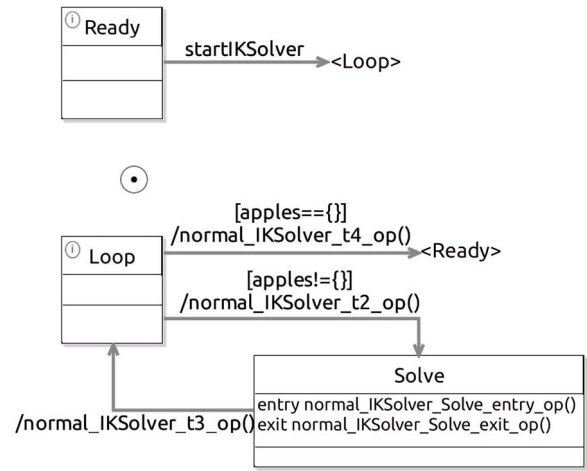 i
Ready
startIKSolver
<Loop>
[apples=={}]
/normal_IKSolver_t4_op()
<Ready>
i
Loop
[apples!={}]
/normal_IKSolver_t2_op()
Solve
entry normal_IKSolver_Solve_entry_op()
exit normal_IKSolver_Solve_exit_op()
/normal_IKSolver_t3_op()